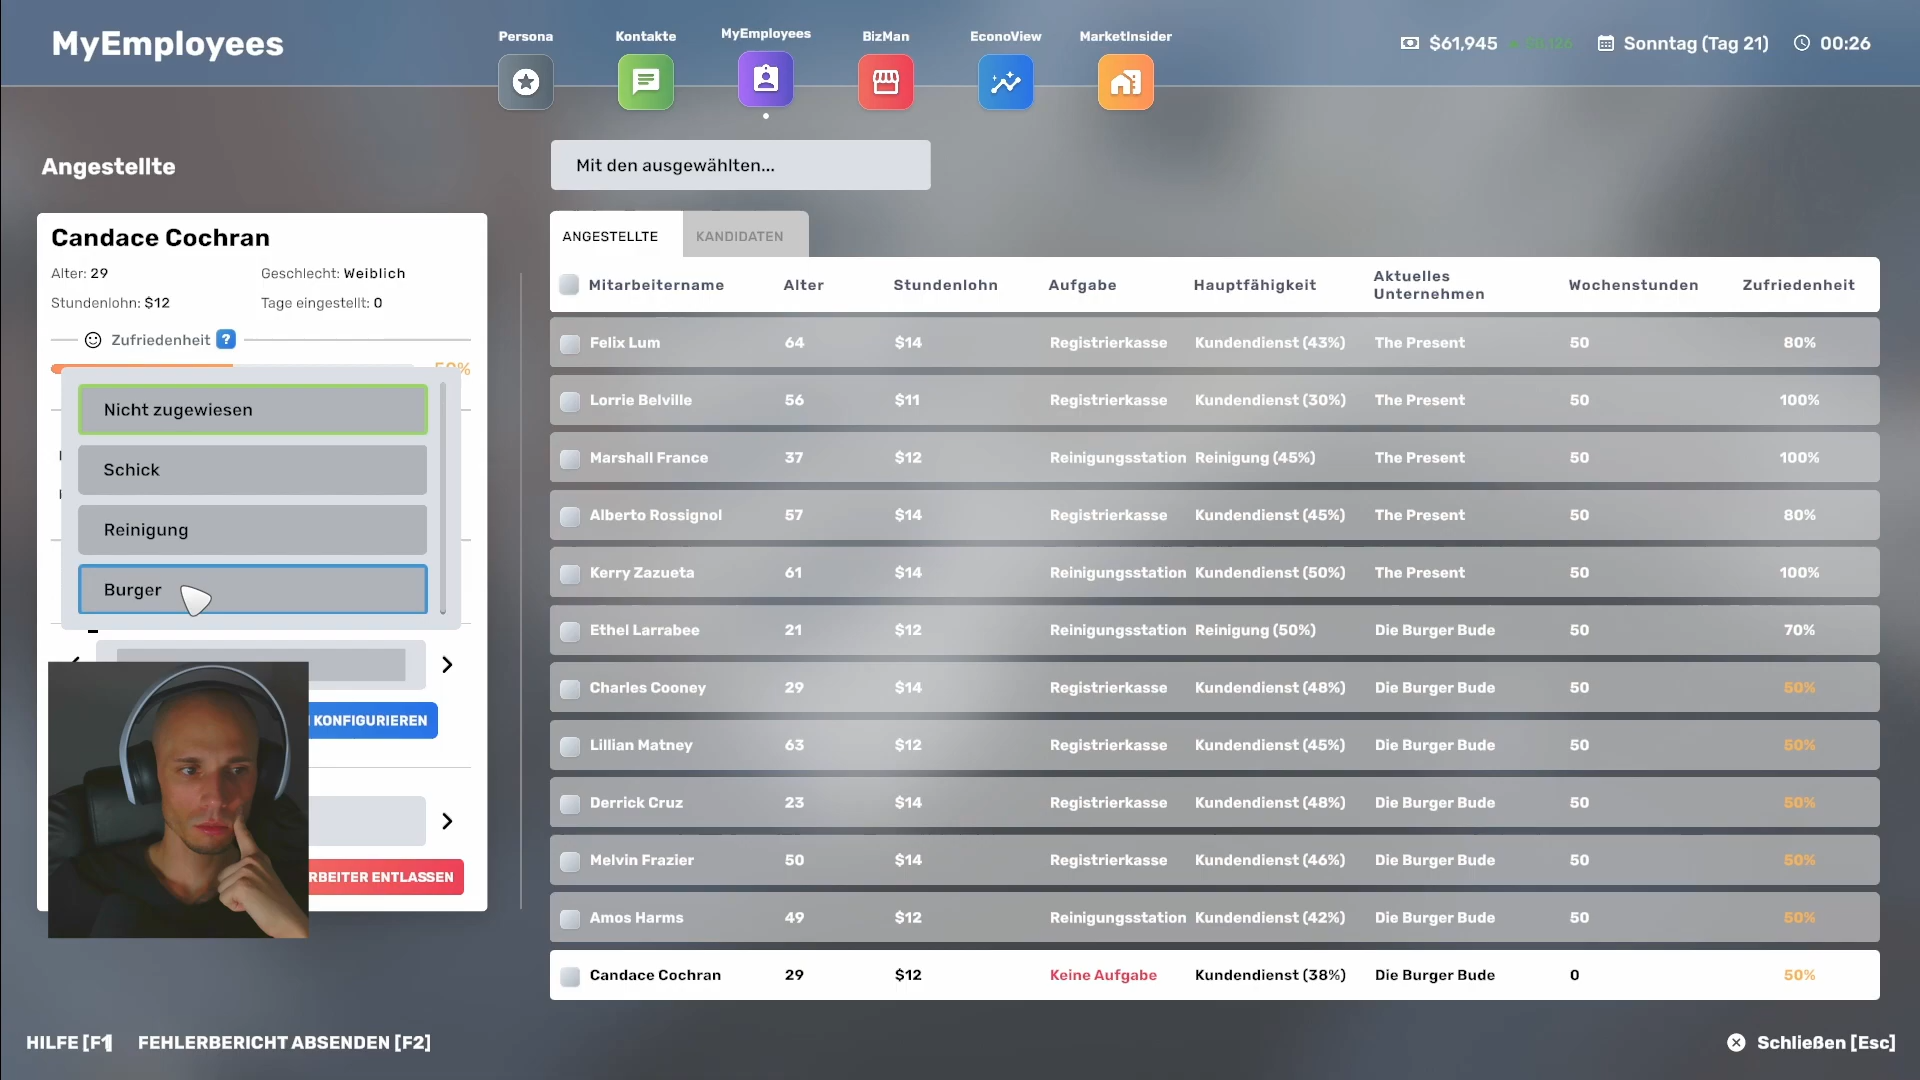 MyEmployees
Persona
Kontakte
MyEmployees
BizMan
EconoView
MarketInsider
$61,945
Sonntag (Tag 21)
00:26
Angestellte
Mit den ausgewählten...
Candace Cochran
Alter: 29
Geschlecht: Weiblich
Stundenlohn: $12
Tage eingestellt: 0
Zufriedenheit ?
50%
Nicht zugewiesen
Schick
Reinigung
Burger
KONFIGURIEREN
RBEITER ENTLASSEN
ANGESTELLTE
KANDIDATEN
Mitarbeitername Alter Stundenlohn Aufgabe Hauptfähigkeit Aktuelles Unternehmen Wochenstunden Zufriedenheit
Felix Lum 64 $14 Registrierkasse Kundendienst (43%) The Present 50 80%
Lorrie Belville 56 $11 Registrierkasse Kundendienst (30%) The Present 50 100%
Marshall France 37 $12 Reinigungsstation Reinigung (45%) The Present 50 100%
Alberto Rossignol 57 $14 Registrierkasse Kundendienst (45%) The Present 50 80%
Kerry Zazueta 61 $14 Reinigungsstation Kundendienst (50%) The Present 50 100%
Ethel Larrabee 21 $12 Reinigungsstation Reinigung (50%) Die Burger Bude 50 70%
Charles Cooney 29 $14 Registrierkasse Kundendienst (48%) Die Burger Bude 50 50%
Lillian Matney 63 $12 Registrierkasse Kundendienst (45%) Die Burger Bude 50 50%
Derrick Cruz 23 $14 Registrierkasse Kundendienst (48%) Die Burger Bude 50 50%
Melvin Frazier 50 $14 Registrierkasse Kundendienst (46%) Die Burger Bude 50 50%
Amos Harms 49 $12 Reinigungsstation Kundendienst (42%) Die Burger Bude 50 50%
Candace Cochran 29 $12 Keine Aufgabe Kundendienst (38%) Die Burger Bude 0 50%
HILFE [F1]
FEHLERBERICHT ABSENDEN [F2]
Schließen [Esc]